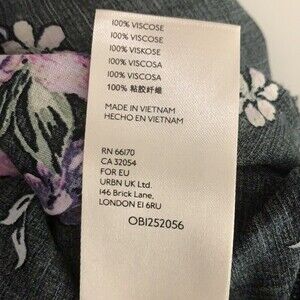 100% VISCOSE
100% VISCOSE
100% VISKOSE
100% VISCOSA
100% VISCOSA
100% 粘胶纤维
MADE IN VIETNAM
HECHO EN VIETNAM
RN 66170
CA 32054
FOR EU
URBN UK Ltd.
146 Brick Lane,
LONDON E1 6RU
OB1252056